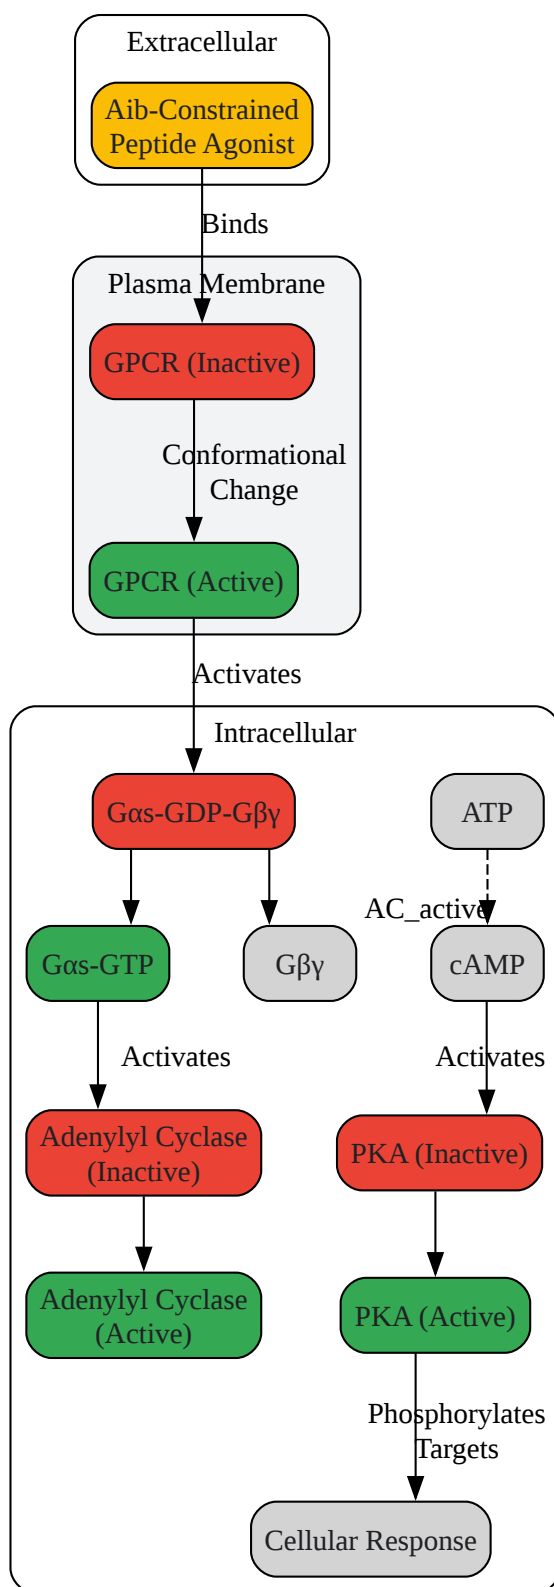 Extracellular
Aib-Constrained
Peptide Agonist
Binds
Plasma Membrane
GPCR (Inactive)
Conformational
Change
GPCR (Active)
Activates
Intracellular
Gαs-GDP-Gβγ
ATP
AC_active
Gαs-GTP
Gβγ
cAMP
Activates
Activates
Adenylyl Cyclase
(Inactive)
PKA (Inactive)
Adenylyl Cyclase
(Active)
PKA (Active)
Phosphorylates
Targets
Cellular Response